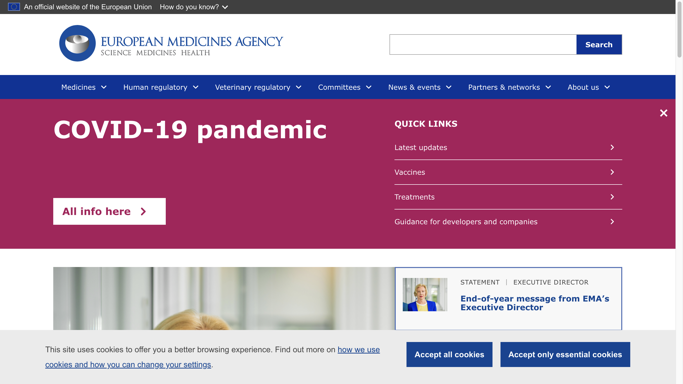 An official website of the European Union How do you know?
EUROPEAN MEDICINES AGENCY
SCIENCE MEDICINES HEALTH
Search
Medicines Human regulatory Veterinary regulatory Committees News & events Partners & networks About us
COVID-19 pandemic
All info here
QUICK LINKS
Latest updates
Vaccines
Treatments
Guidance for developers and companies
STATEMENT | EXECUTIVE DIRECTOR
End-of-year message from EMA’s
Executive Director
This site uses cookies to offer you a better browsing experience. Find out more on how we use
cookies and how you can change your settings.
Accept all cookies
Accept only essential cookies